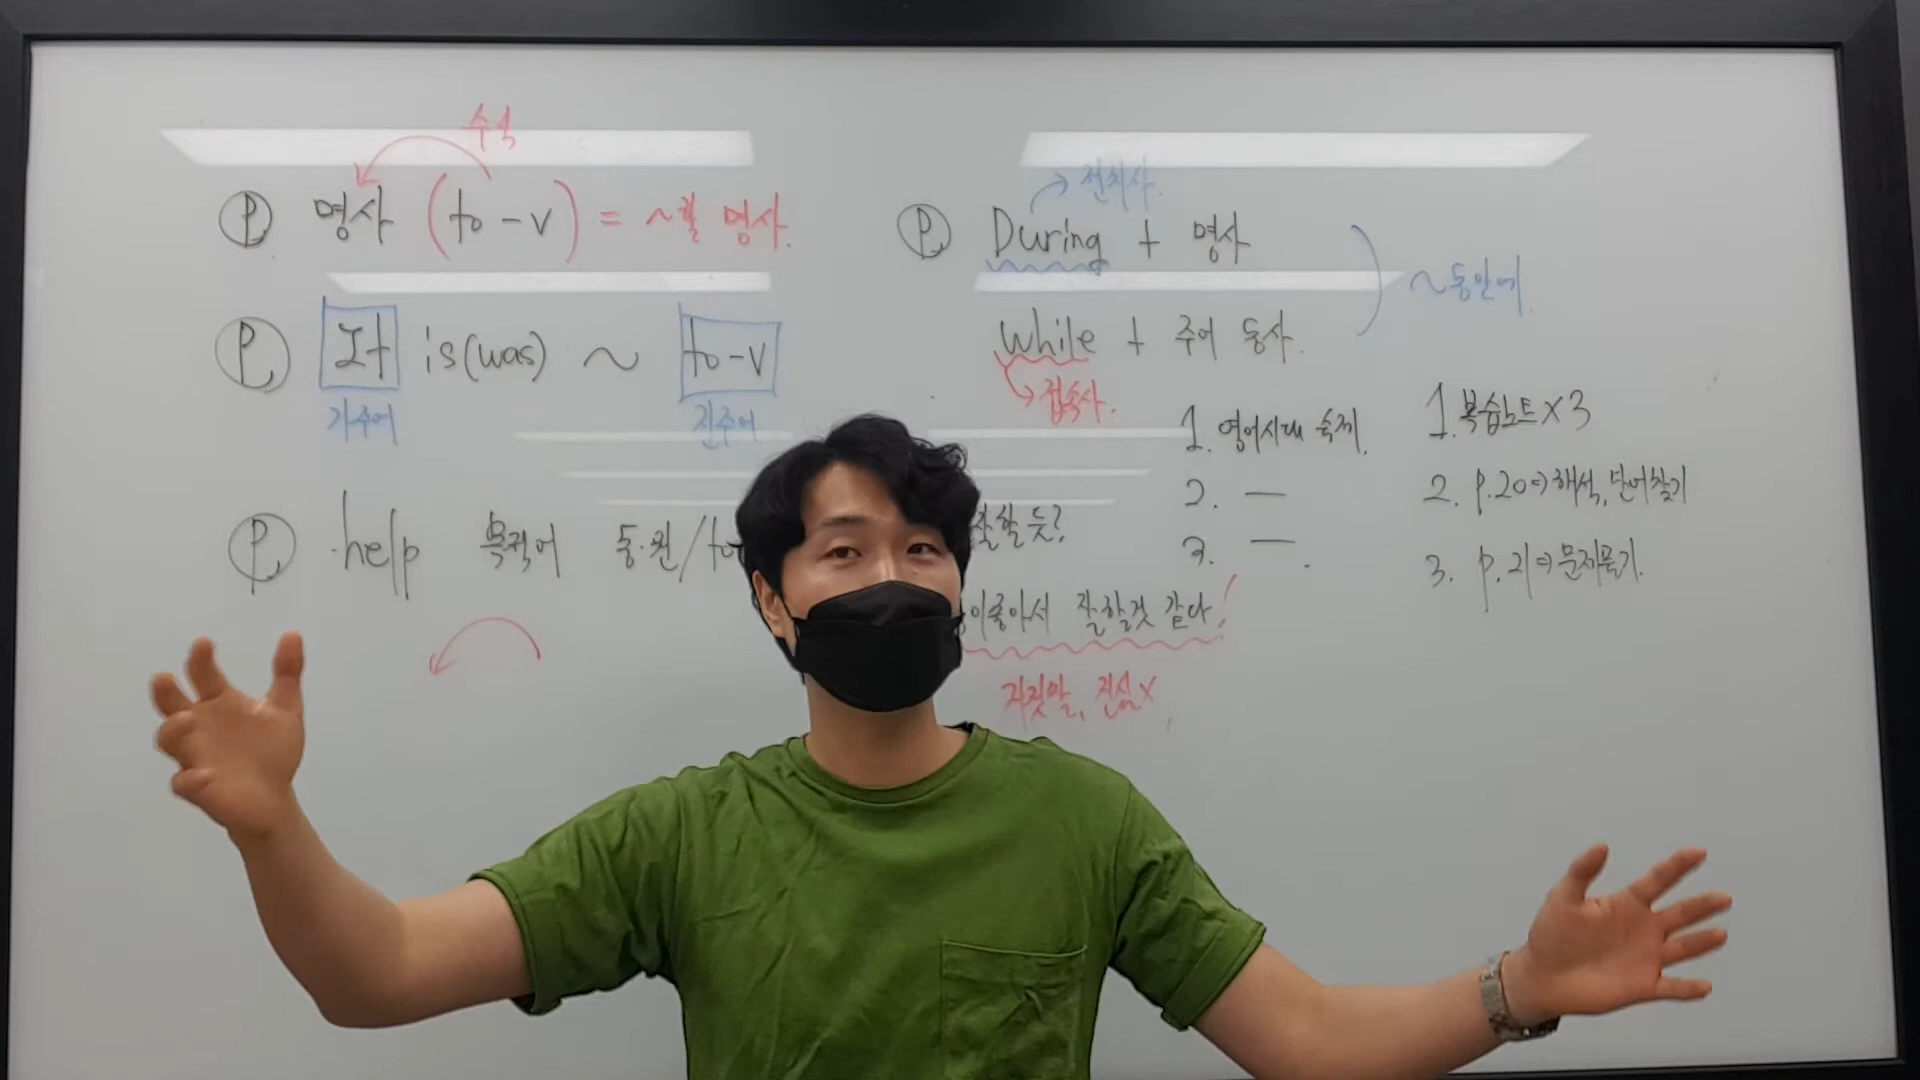 수식
Ⓟ 명사 (to-v) = ~할 명사.
Ⓟ It is(was) ~ to-v
가주어 진주어
Ⓟ help 목적어 동.원/to
→ 전치사.
Ⓟ During + 명사
~동안에.
While + 주어 동사.
→ 접속사.
1. 영어시대 숙제.
2. —
3. —.
잘할 듯?
이좋아서 잘할것 같다!
거짓말, 진심x
1. 복습노트x3
2. p.20⇒해석, 단어찾기
3. p.21⇒문제풀기.